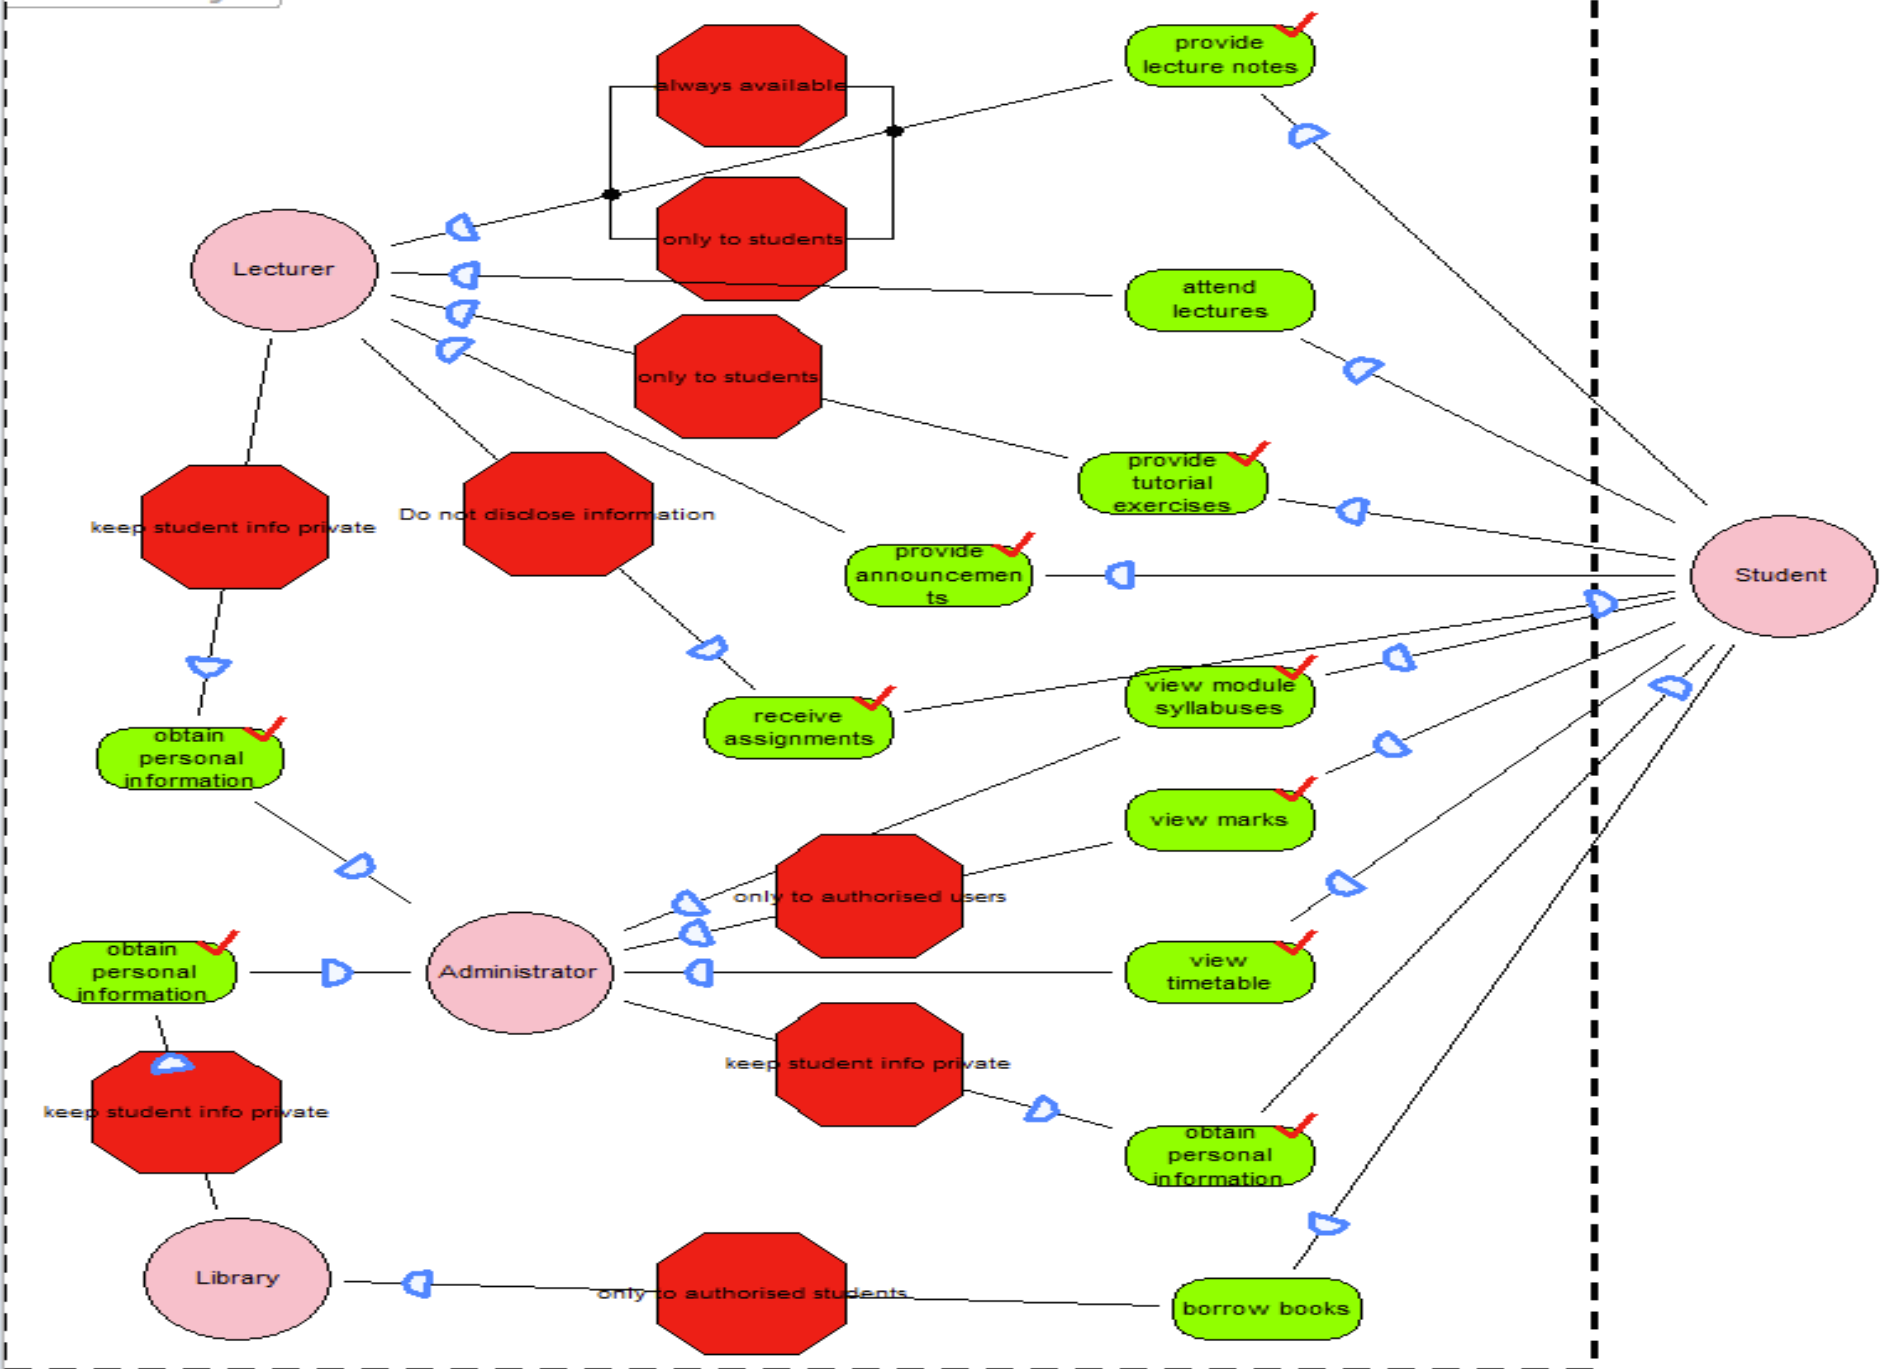 always available
provide
lecture notes
only to students
Lecturer
attend
lectures
only to students
provide
tutorial
exercises
keep student info private
Do not disclose information
provide
announcemen
ts
Student
view module
syllabuses
receive
assignments
obtain
personal
information
view marks
only to authorised users
obtain
personal
information
Administrator
view
timetable
keep student info private
keep student info private
obtain
personal
information
Library
only to authorised students
borrow books